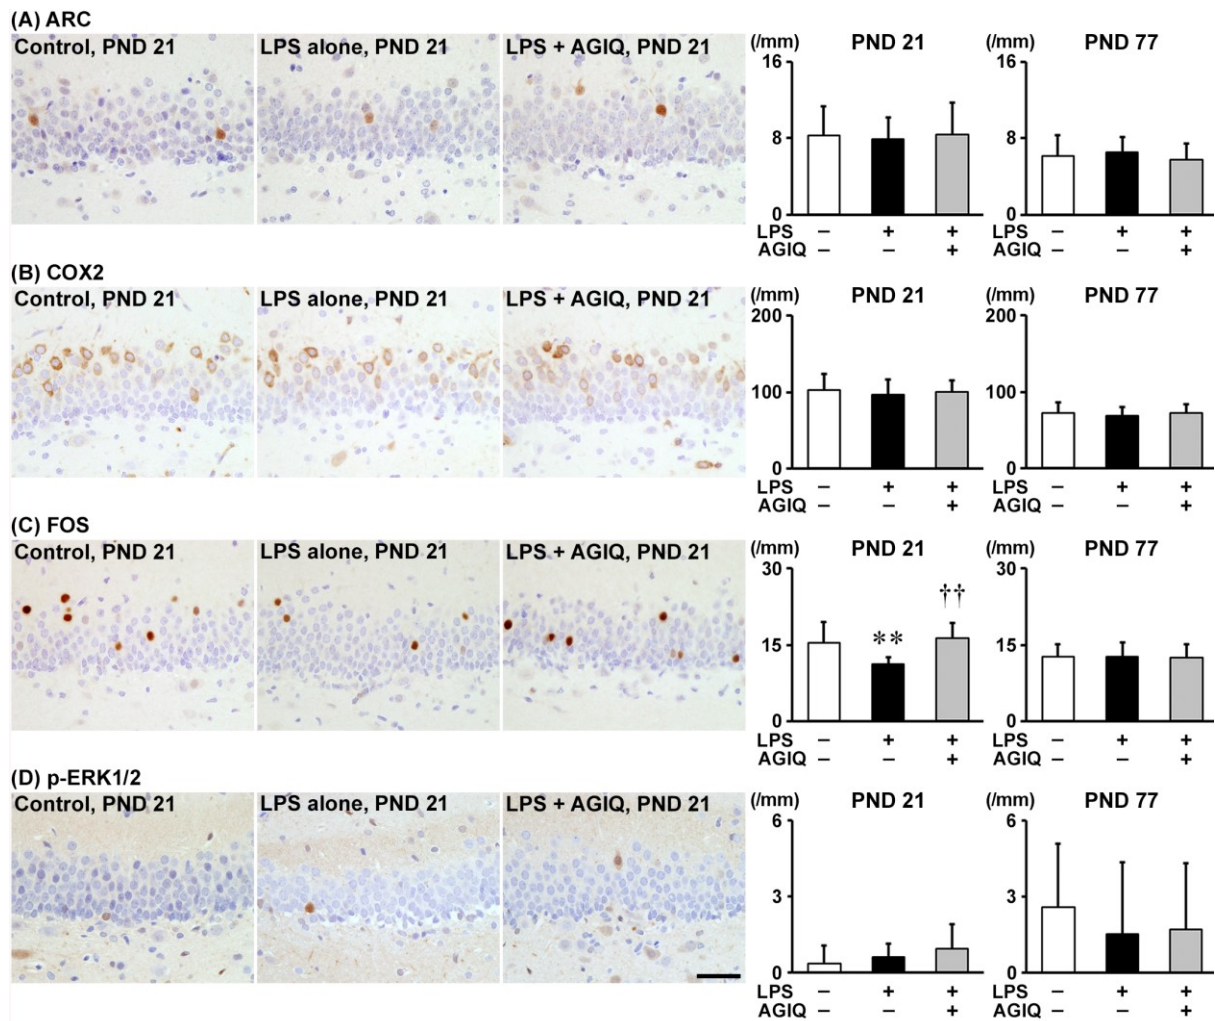 (A) ARC
Control, PND 21 LPS alone, PND 21 LPS + AGIQ, PND 21
(/mm) PND 21
16
8
0
LPS – + +
AGIQ – – +
(/mm) PND 77
16
8
0
LPS – + +
AGIQ – – +
(B) COX2
Control, PND 21 LPS alone, PND 21 LPS + AGIQ, PND 21
(/mm) PND 21
200
100
0
LPS – + +
AGIQ – – +
(/mm) PND 77
200
100
0
LPS – + +
AGIQ – – +
(C) FOS
Control, PND 21 LPS alone, PND 21 LPS + AGIQ, PND 21
(/mm) PND 21
30
††
15
**
0
LPS – + +
AGIQ – – +
(/mm) PND 77
30
15
0
LPS – + +
AGIQ – – +
(D) p-ERK1/2
Control, PND 21 LPS alone, PND 21 LPS + AGIQ, PND 21
(/mm) PND 21
6
3
0
LPS – + +
AGIQ – – +
(/mm) PND 77
6
3
0
LPS – + +
AGIQ – – +